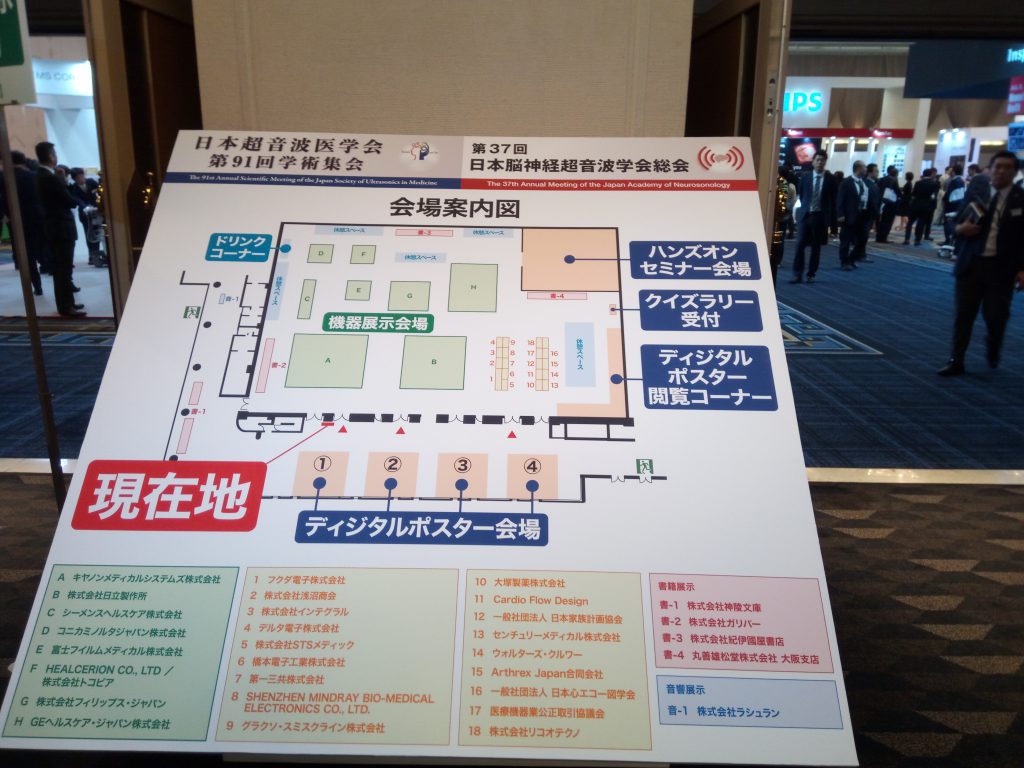 MS COR
IPS
日本超音波医学会
第91回学術集会
The 91st Annual Scientific Meeting of the Japan Society of Ultrasonics in Medicine
第37回
日本脳神経超音波学会総会
The 37th Annual Meeting of the Japan Academy of Neurosonology
会場案内図
ドリンク
コーナー
休憩スペース
書-3
休憩スペース
ハンズオン
セミナー会場
D
F
休憩スペース
休憩スペース
E
G
H
C
書-4
音-1
クイズラリー
受付
機器展示会場
休憩スペース
A
B
4 9
3 8
2 7
1 6
5
18
17 16
12 15
11 14
10 13
ディジタル
ポスター
閲覧コーナー
書-2
書-1
現在地
① ② ③ ④
ディジタルポスター会場
A キヤノンメディカルシステムズ株式会社
B 株式会社日立製作所
C シーメンスヘルスケア株式会社
D コニカミノルタジャパン株式会社
E 富士フイルムメディカル株式会社
F HEALCERION CO., LTD /
株式会社トコビア
G 株式会社フィリップス・ジャパン
H GEヘルスケア・ジャパン株式会社
1 フクダ電子株式会社
2 株式会社浅沼商会
3 株式会社インテグラル
4 デルタ電子株式会社
5 株式会社STSメディック
6 橋本電子工業株式会社
7 第一三共株式会社
8 SHENZHEN MINDRAY BIO-MEDICAL
ELECTRONICS CO., LTD.
9 グラクソ・スミスクライン株式会社
10 大塚製薬株式会社
11 Cardio Flow Design
12 一般社団法人 日本家族計画協会
13 センチュリーメディカル株式会社
14 ウォルターズ・クルワー
15 Arthrex Japan合同会社
16 一般社団法人 日本心エコー図学会
17 医療機器業公正取引協議会
18 株式会社リコオテクノ
書籍展示
書-1 株式会社神陵文庫
書-2 株式会社ガリバー
書-3 株式会社紀伊國屋書店
書-4 丸善雄松堂株式会社 大阪支店
音響展示
音-1 株式会社ラシュラン